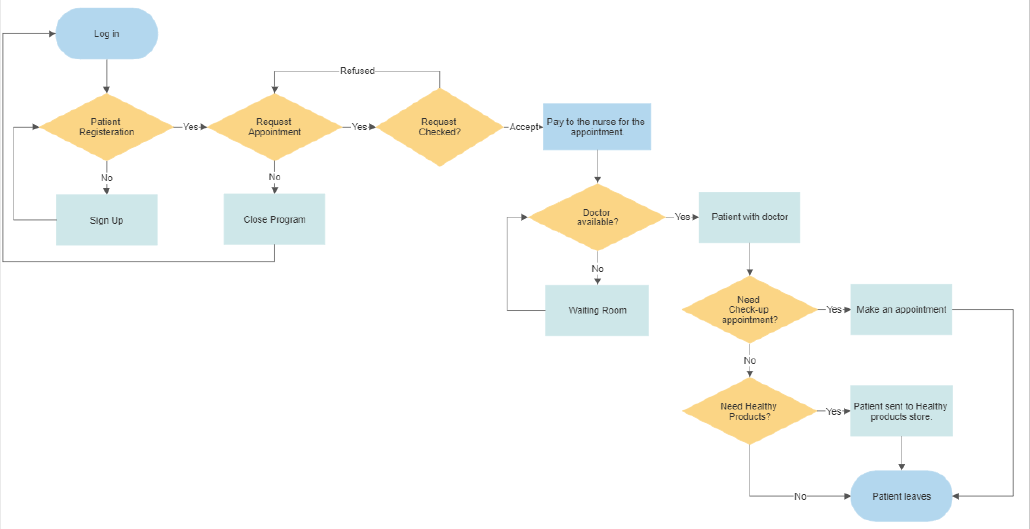 Log in
Refused
Patient
Registeration
Yes
Request
Appointment
Yes
Request
Checked?
Accept
Pay to the nurse for the
appointment
No
No
Sign Up
Close Program
Doctor
available?
Yes
Patient with doctor
No
Waiting Room
Need
Check-up
appointment?
Yes
Make an appointment
No
Need Healthy
Products?
Yes
Patient sent to Healthy
products store.
No
Patient leaves